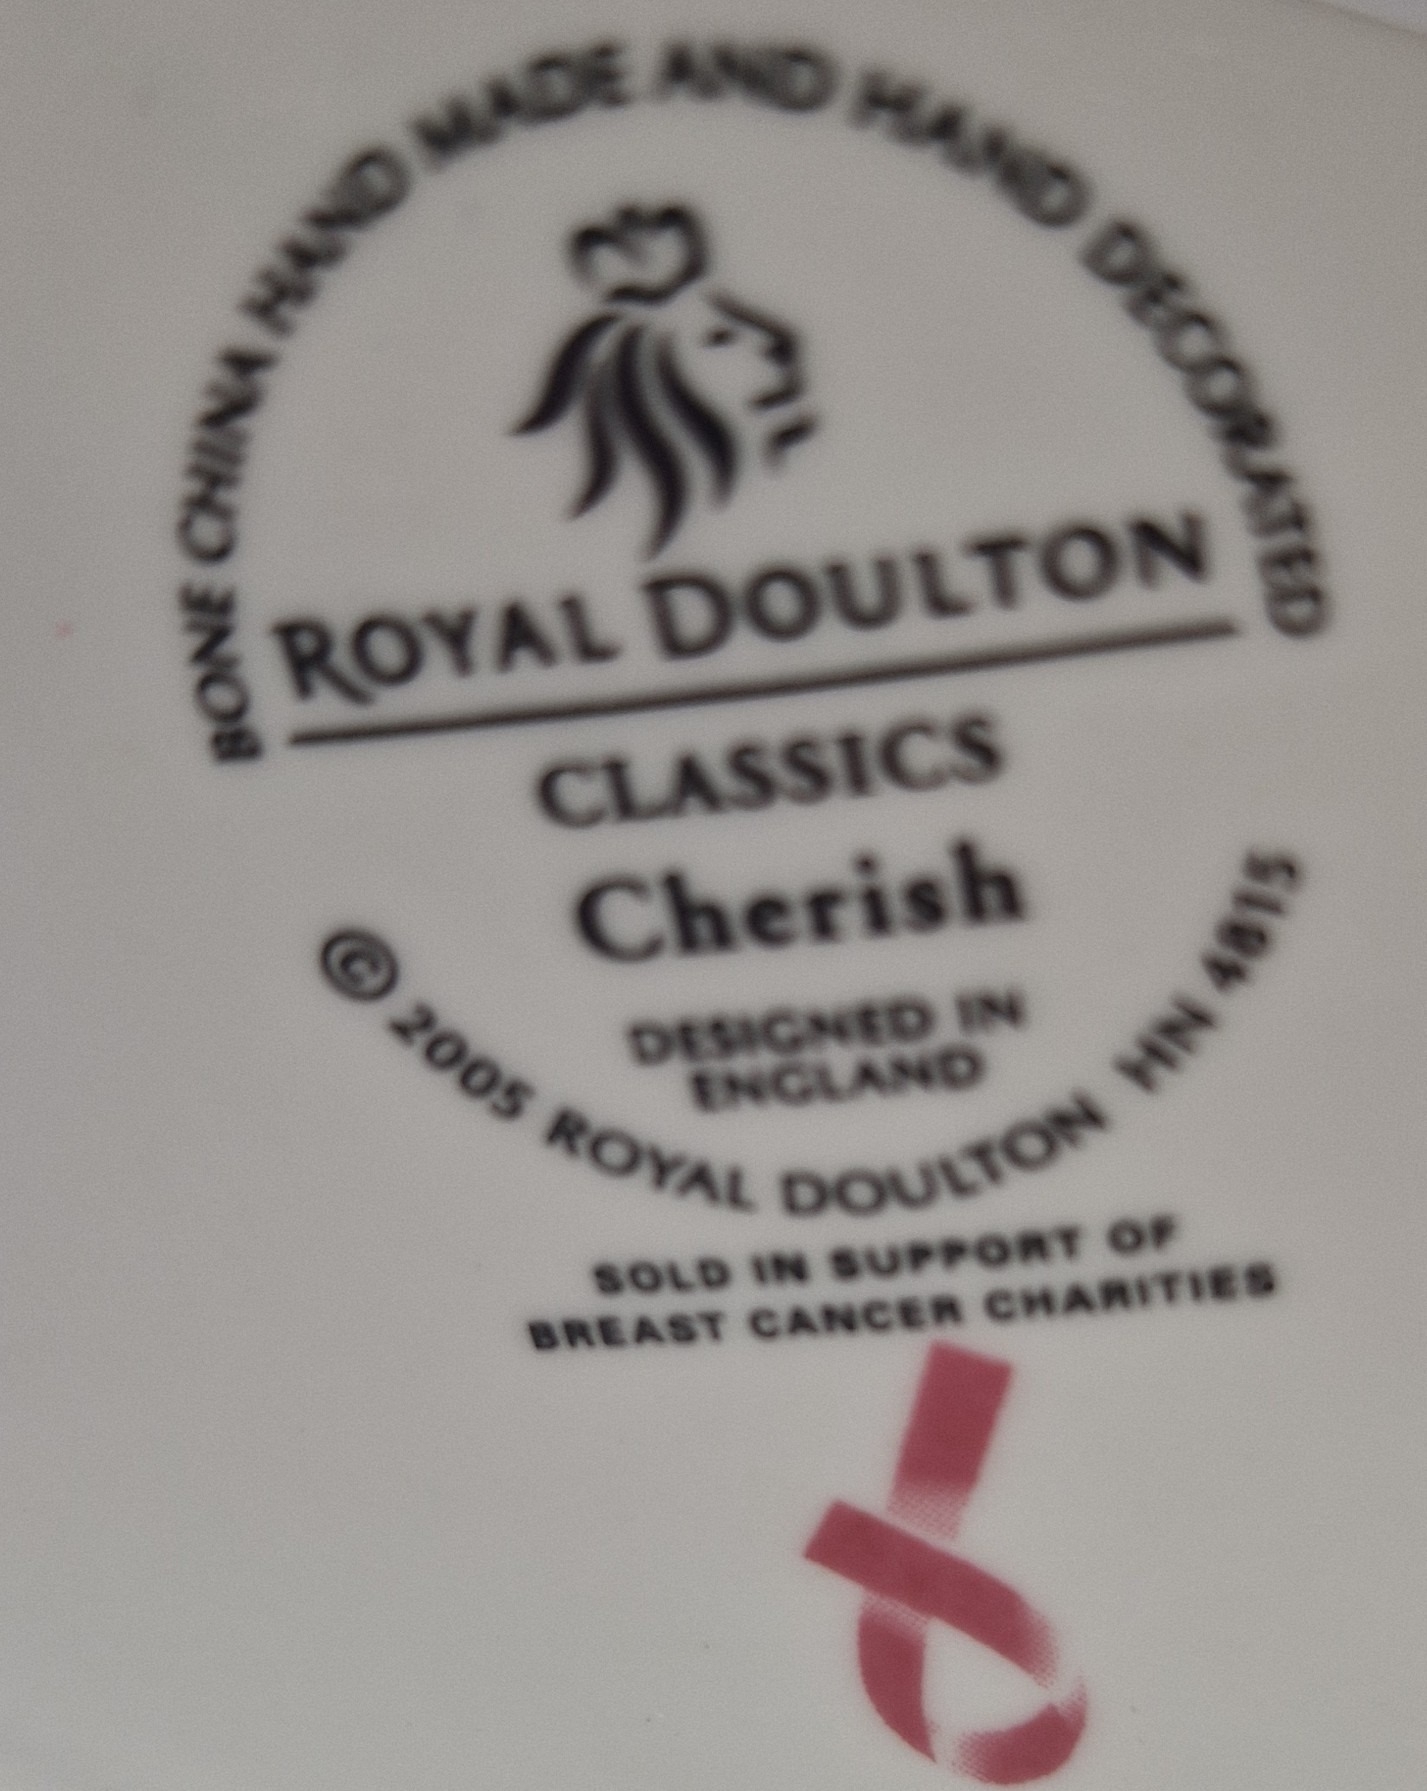 BONE CHINA HAND MADE AND HAND DECORATED
ROYAL DOULTON
CLASSICS
Cherish
DESIGNED IN
ENGLAND
© 2005 ROYAL DOULTON HN 4815
SOLD IN SUPPORT OF
BREAST CANCER CHARITIES